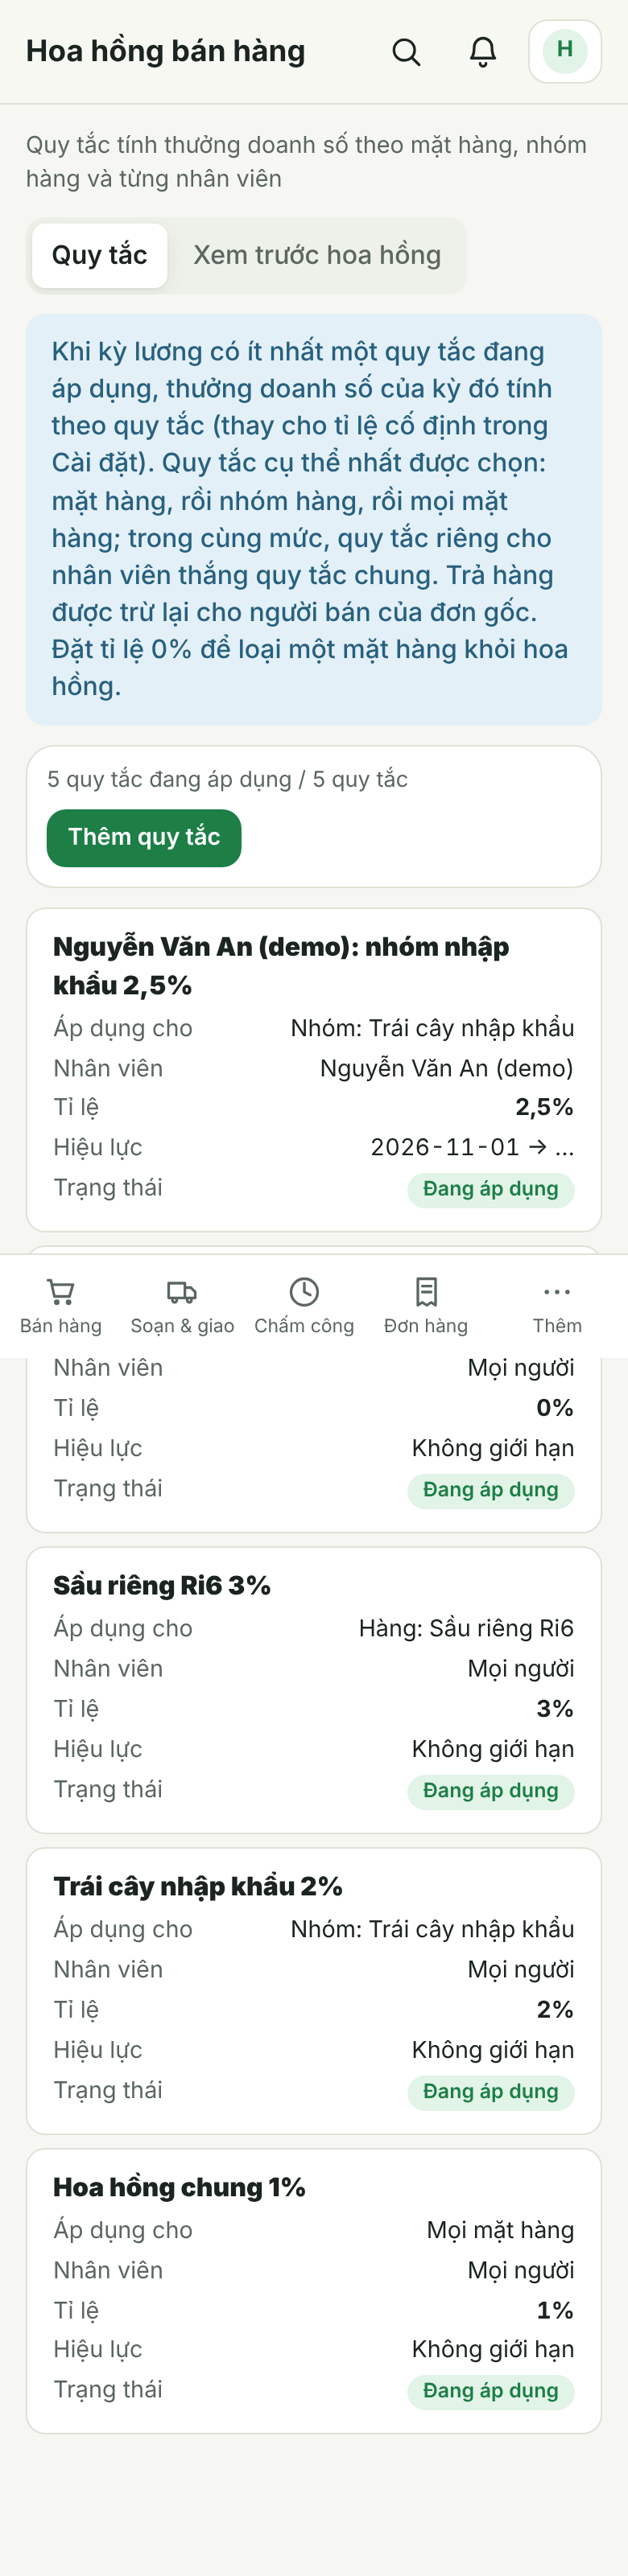 Hoa hồng bán hàng
H
Quy tắc tính thưởng doanh số theo mặt hàng, nhóm
hàng và từng nhân viên
Quy tắc
Xem trước hoa hồng
Khi kỳ lương có ít nhất một quy tắc đang
áp dụng, thưởng doanh số của kỳ đó tính
theo quy tắc (thay cho tỉ lệ cố định trong
Cài đặt). Quy tắc cụ thể nhất được chọn:
mặt hàng, rồi nhóm hàng, rồi mọi mặt
hàng; trong cùng mức, quy tắc riêng cho
nhân viên thắng quy tắc chung. Trả hàng
được trừ lại cho người bán của đơn gốc.
Đặt tỉ lệ 0% để loại một mặt hàng khỏi hoa
hồng.
5 quy tắc đang áp dụng / 5 quy tắc
Thêm quy tắc
Nguyễn Văn An (demo): nhóm nhập
khẩu 2,5%
Áp dụng cho Nhóm: Trái cây nhập khẩu
Nhân viên Nguyễn Văn An (demo)
Tỉ lệ 2,5%
Hiệu lực 2026-11-01 → ...
Trạng thái Đang áp dụng
Bán hàng
Soạn & giao
Chấm công
Đơn hàng
Thêm
Nhân viên Mọi người
Tỉ lệ 0%
Hiệu lực Không giới hạn
Trạng thái Đang áp dụng
Sầu riêng Ri6 3%
Áp dụng cho Hàng: Sầu riêng Ri6
Nhân viên Mọi người
Tỉ lệ 3%
Hiệu lực Không giới hạn
Trạng thái Đang áp dụng
Trái cây nhập khẩu 2%
Áp dụng cho Nhóm: Trái cây nhập khẩu
Nhân viên Mọi người
Tỉ lệ 2%
Hiệu lực Không giới hạn
Trạng thái Đang áp dụng
Hoa hồng chung 1%
Áp dụng cho Mọi mặt hàng
Nhân viên Mọi người
Tỉ lệ 1%
Hiệu lực Không giới hạn
Trạng thái Đang áp dụng